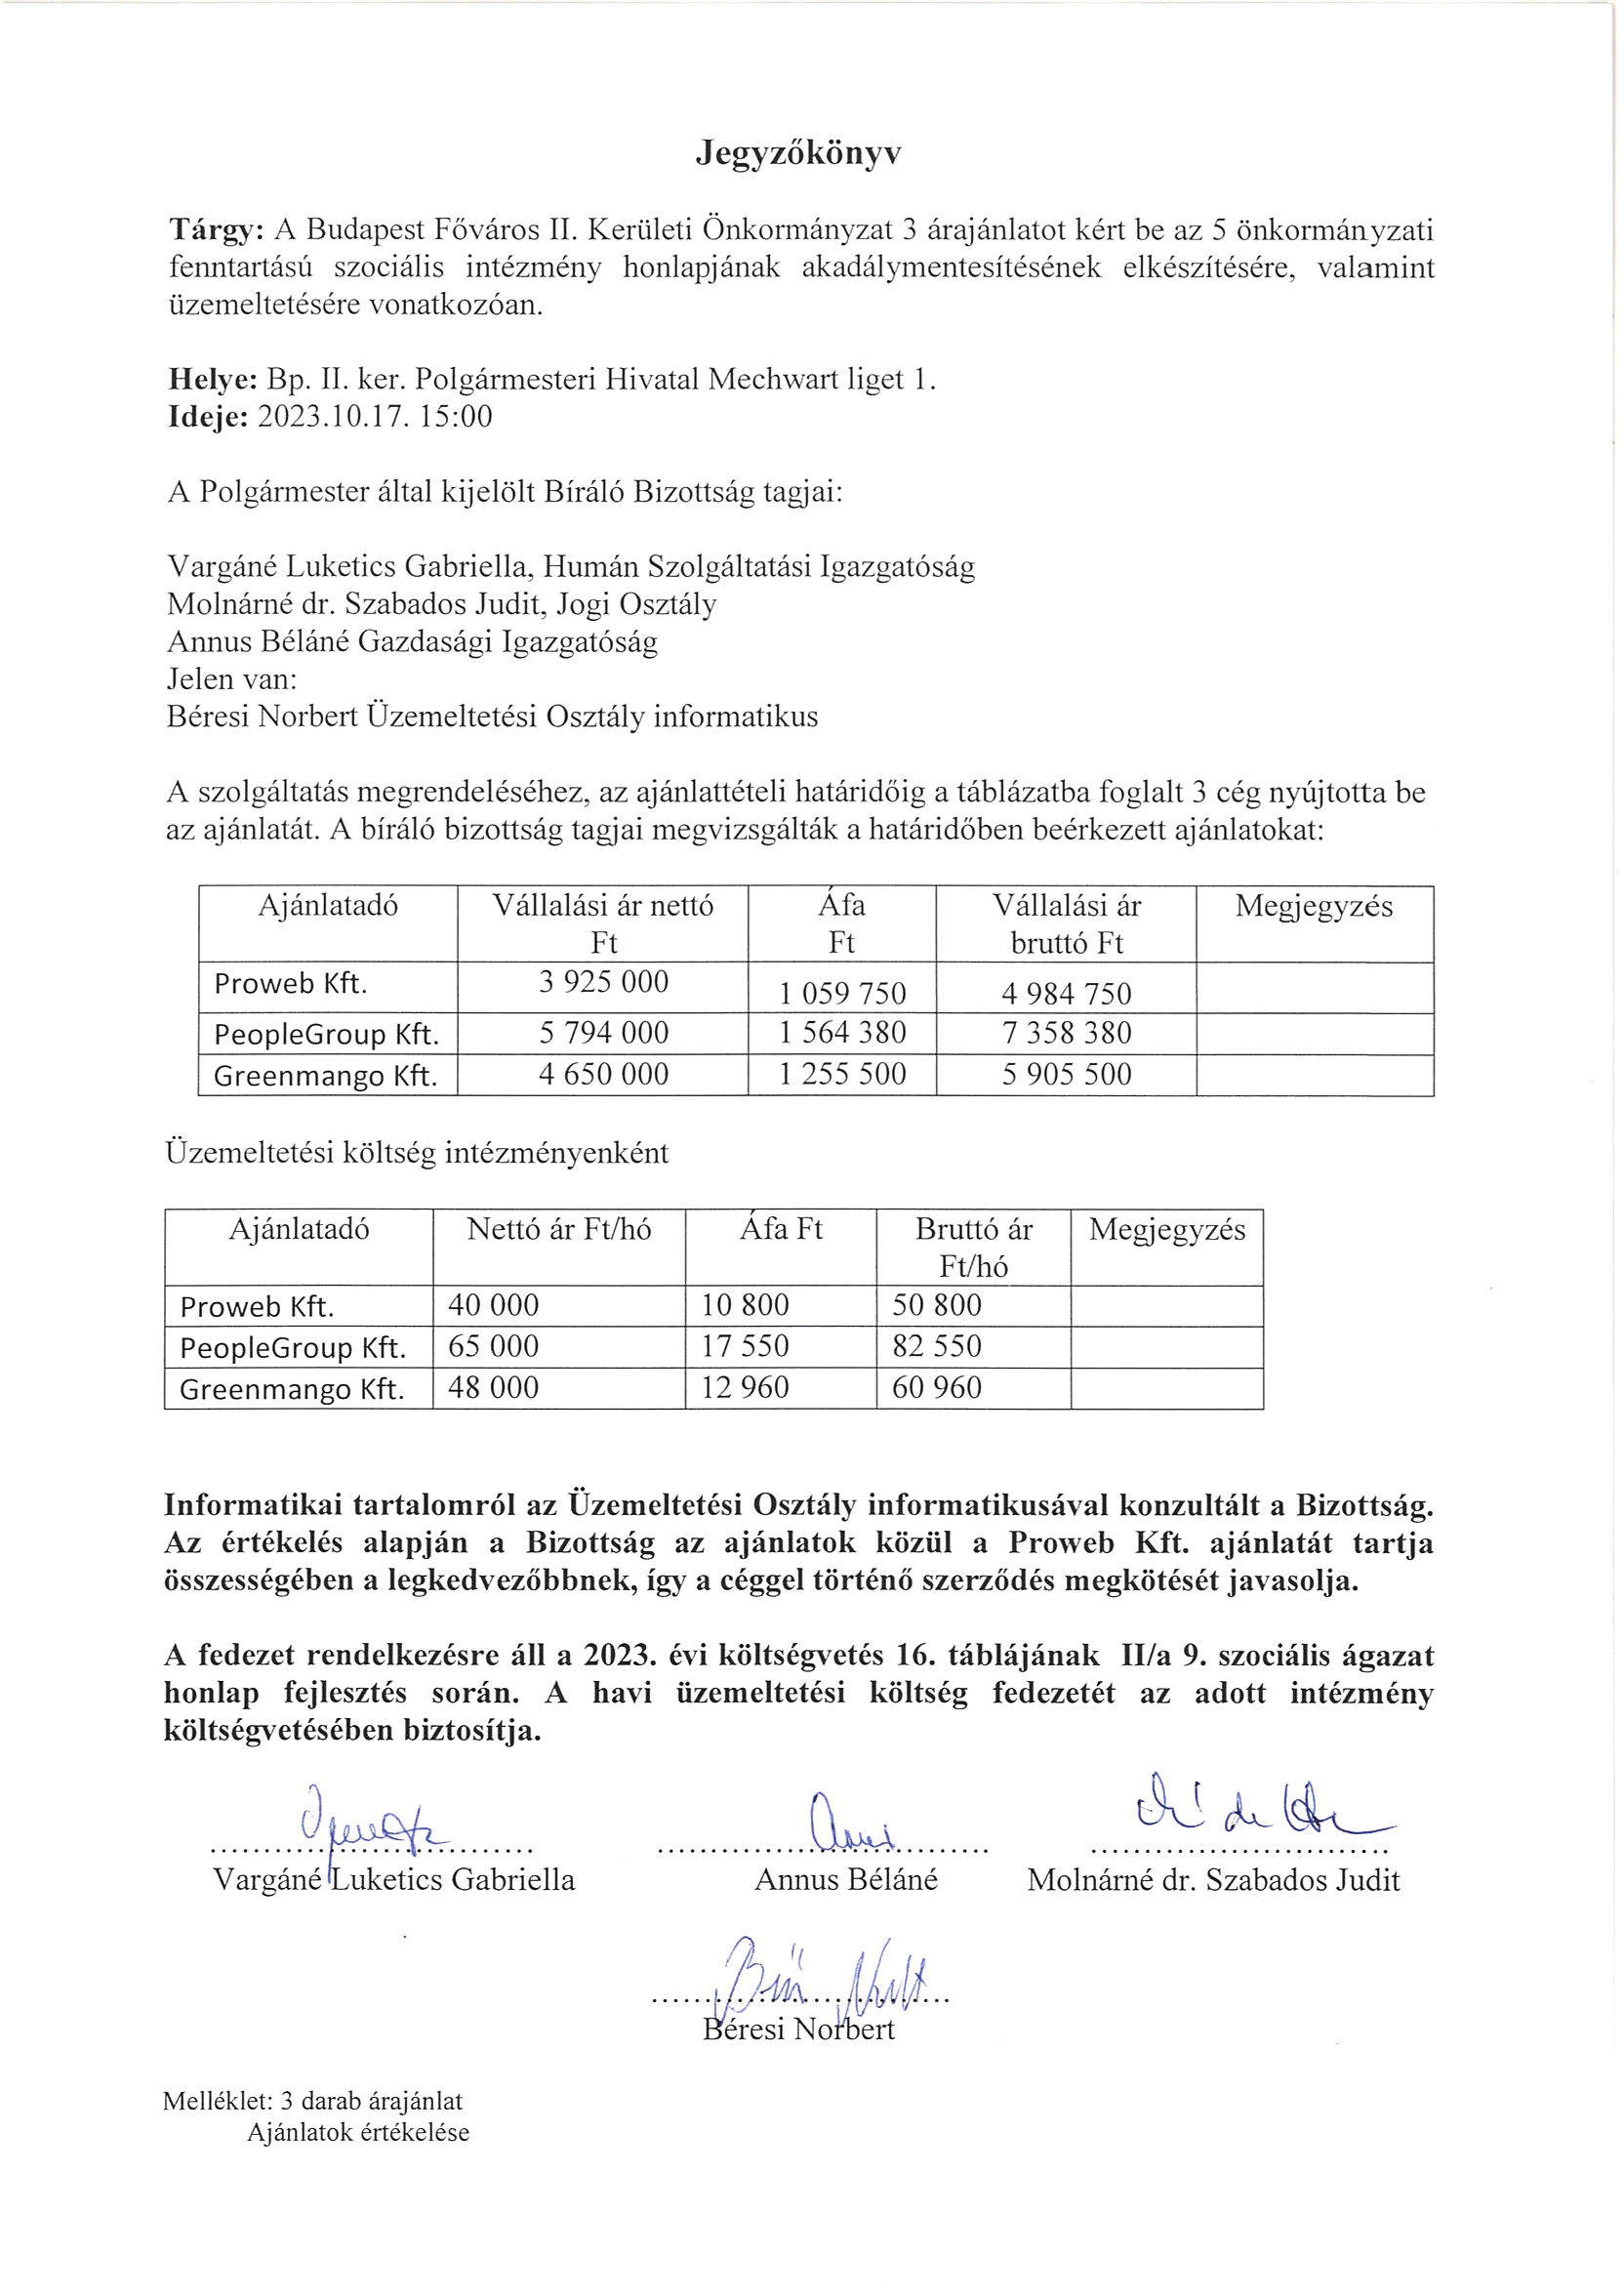 Jegyzőkönyv
Tárgy: A Budapest Főváros II. Kerületi Önkormányzat 3 árajánlatot kért be az 5 önkormányzati
fenntartású szociális intézmény honlapjának akadálymentesítésének elkészítésére, valamint
üzemeltetésére vonatkozóan.
Helye: Bp. II. ker. Polgármesteri Hivatal Mechwart liget 1.
Ideje: 2023.10.17. 15:00
A Polgármester által kijelölt Bíráló Bizottság tagjai:
Vargáné Luketics Gabriella, Humán Szolgáltatási Igazgatóság
Molnárné dr. Szabados Judit, Jogi Osztály
Annus Béláné Gazdasági Igazgatóság
Jelen van:
Béresi Norbert Üzemeltetési Osztály informatikus
A szolgáltatás megrendeléséhez, az ajánlattételi határidőig a táblázatba foglalt 3 cég nyújtotta be
az ajánlatát. A bíráló bizottság tagjai megvizsgálták a határidőben beérkezett ajánlatokat:
Ajánlatadó Vállalási ár nettó Áfa Vállalási ár Megjegyzés
Ft Ft bruttó Ft
Proweb Kft. 3 925 000 1 059 750 4 984 750
PeopleGroup Kft. 5 794 000 1 564 380 7 358 380
Greenmango Kft. 4 650 000 1 255 500 5 905 500
Üzemeltetési költség intézményenként
Ajánlatadó Nettó ár Ft/hó Áfa Ft Bruttó ár Megjegyzés
Ft/hó
Proweb Kft. 40 000 10 800 50 800
PeopleGroup Kft. 65 000 17 550 82 550
Greenmango Kft. 48 000 12 960 60 960
Informatikai tartalomról az Üzemeltetési Osztály informatikusával konzultált a Bizottság.
Az értékelés alapján a Bizottság az ajánlatok közül a Proweb Kft. ajánlatát tartja
összességében a legkedvezőbbnek, így a céggel történő szerződés megkötését javasolja.
A fedezet rendelkezésre áll a 2023. évi költségvetés 16. táblájának II/a 9. szociális ágazat
honlap fejlesztés során. A havi üzemeltetési költség fedezetét az adott intézmény
költségvetésében biztosítja.
Vargáné Luketics Gabriella Annus Béláné Molnárné dr. Szabados Judit
Béresi Norbert
Melléklet: 3 darab árajánlat
Ajánlatok értékelése